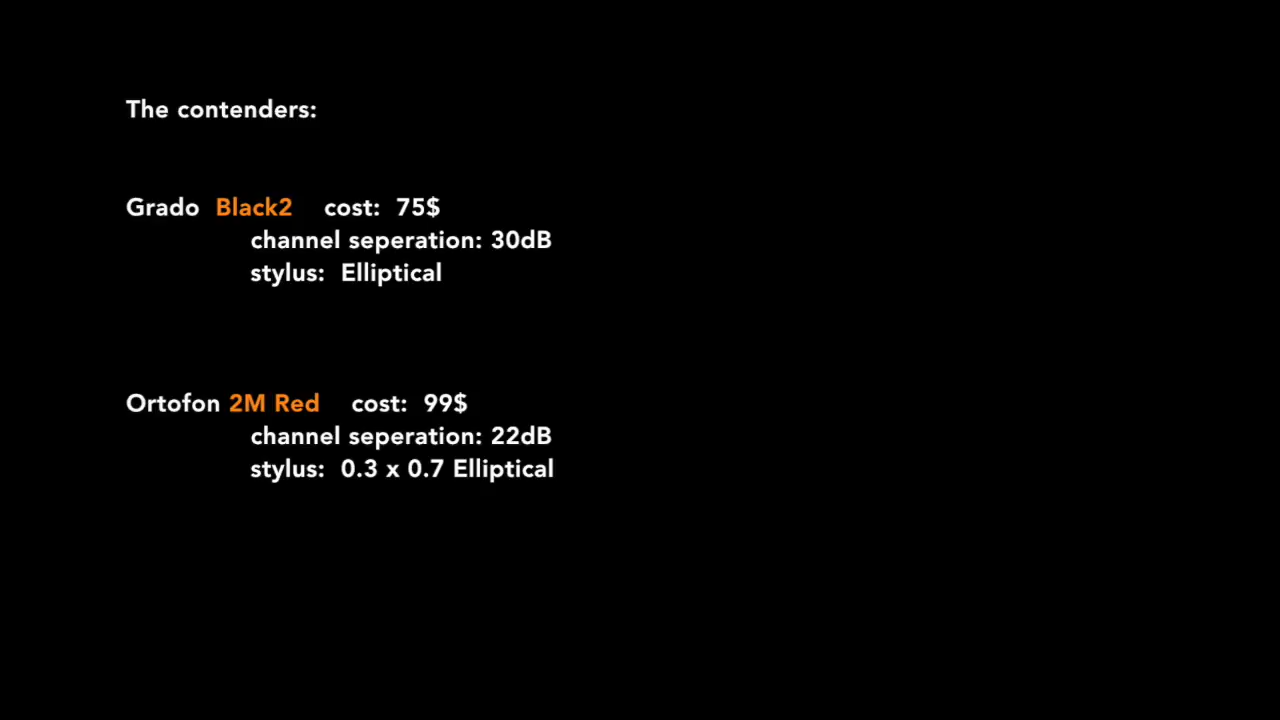 The contenders:
Grado Black2 cost: 75$
channel seperation: 30dB
stylus: Elliptical
Ortofon 2M Red cost: 99$
channel seperation: 22dB
stylus: 0.3 x 0.7 Elliptical